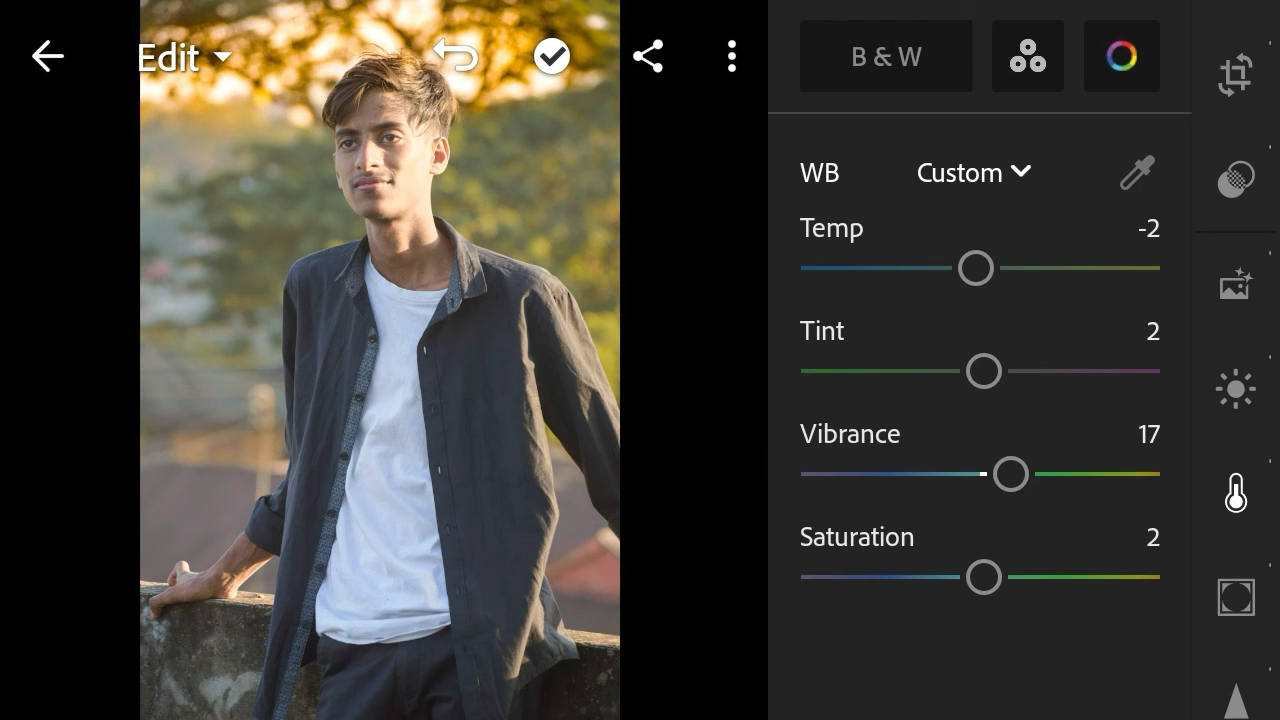 Edit
B & W
WB Custom
Temp -2
Tint 2
Vibrance 17
Saturation 2